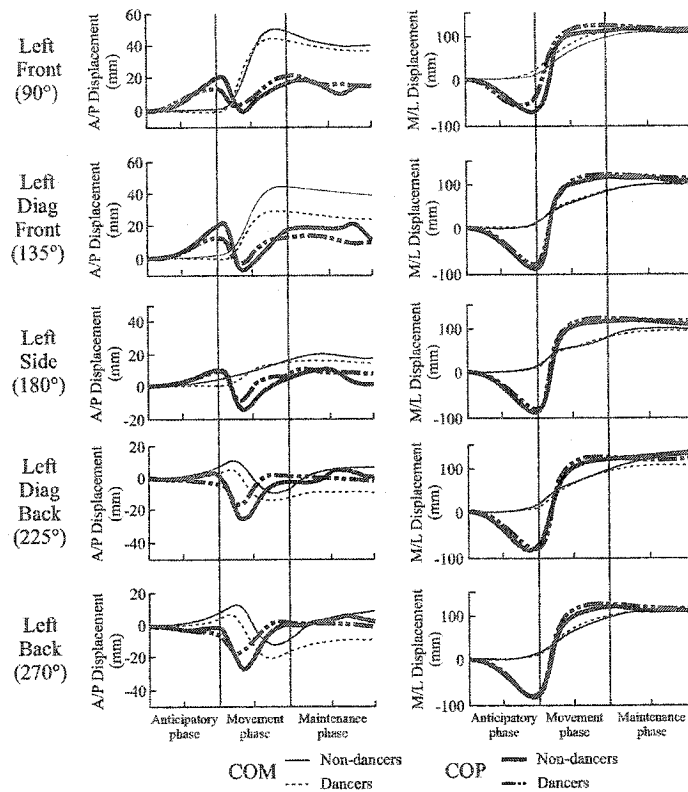 Left
Front
(90°)
A/P Displacement
(mm)
60
40
20
0
M/L Displacement
(mm)
100
0
-100
Left
Diag
Front
(135°)
A/P Displacement
(mm)
60
40
20
0
M/L Displacement
(mm)
100
0
-100
Left
Side
(180°)
A/P Displacement
(mm)
40
20
0
-20
M/L Displacement
(mm)
100
0
-100
Left
Diag
Back
(225°)
A/P Displacement
(mm)
20
0
-20
-50
M/L Displacement
(mm)
100
0
-100
Left
Back
(270°)
A/P Displacement
(mm)
20
0
-20
-40
M/L Displacement
(mm)
100
0
-100
Anticipatory Movement Maintenance
phase phase phase
Anticipatory Movement Maintenance
phase phase phase
COM
Non-dancers
Dancers
COP
Non-dancers
Dancers